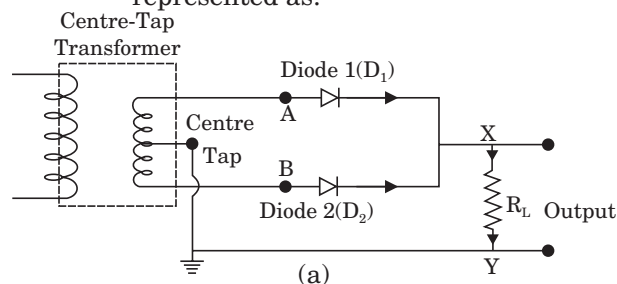 represented as:
Centre-Tap
Transformer
Diode 1(D₁)
A
Centre
Tap
X
B
Diode 2(D₂)
R_L Output
Y
(a)